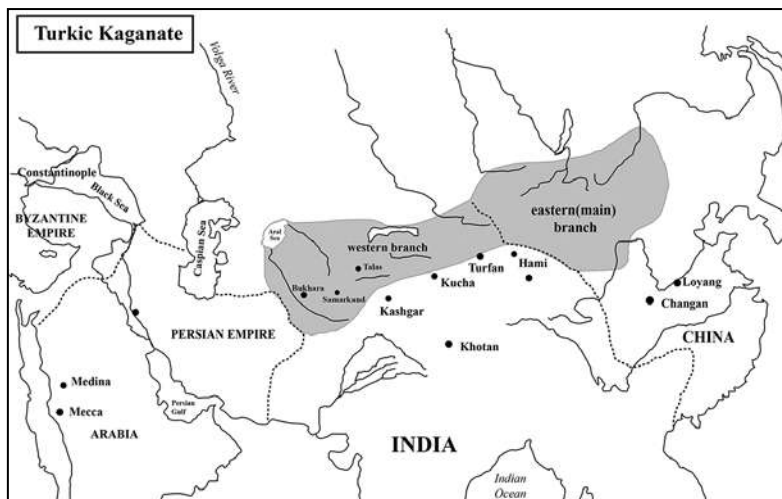 Turkic Kaganate
Volga River
Constantinople
Black Sea
BYZANTINE
EMPIRE
Caspian Sea
Aral
Sea
western branch
eastern(main)
branch
Talas
Bukhara
Samarkand
Kashgar
Kucha
Turfan
Hami
Khotan
Loyang
Changan
CHINA
PERSIAN EMPIRE
Medina
Mecca
Persian
Gulf
ARABIA
INDIA
Indian
Ocean